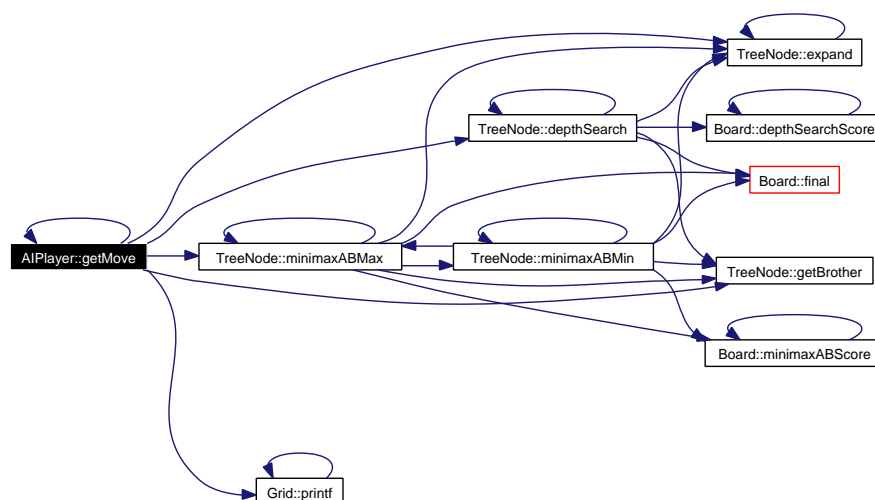 TreeNode::expand
TreeNode::depthSearch
Board::depthSearchScore
Board::final
AIPlayer::getMove
TreeNode::minimaxABMax
TreeNode::minimaxABMin
TreeNode::getBrother
Board::minimaxABScore
Grid::printf